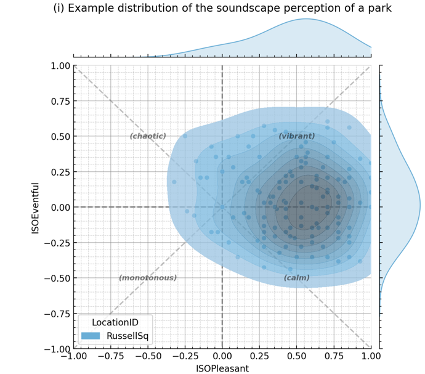 (i) Example distribution of the soundscape perception of a park
1.00
0.75
0.50
0.25
0.00
−0.25
−0.50
−0.75
−1.00
ISOEventful
(chaotic)
(vibrant)
(monotonous)
(calm)
LocationID
RussellSq
−1.00
−0.75
−0.50
−0.25
0.00
0.25
0.50
0.75
1.00
ISOPleasant